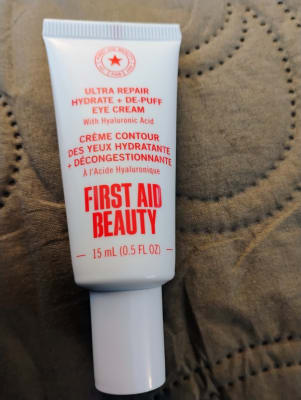 ULTRA REPAIR
HYDRATE + DE-PUFF
EYE CREAM
With Hyaluronic Acid
CRÈME CONTOUR
DES YEUX HYDRATANTE
+ DÉCONGESTIONNANTE
À l'Acide Hyaluronique
FIRST AID
BEAUTY
15 mL (0.5 FL OZ)